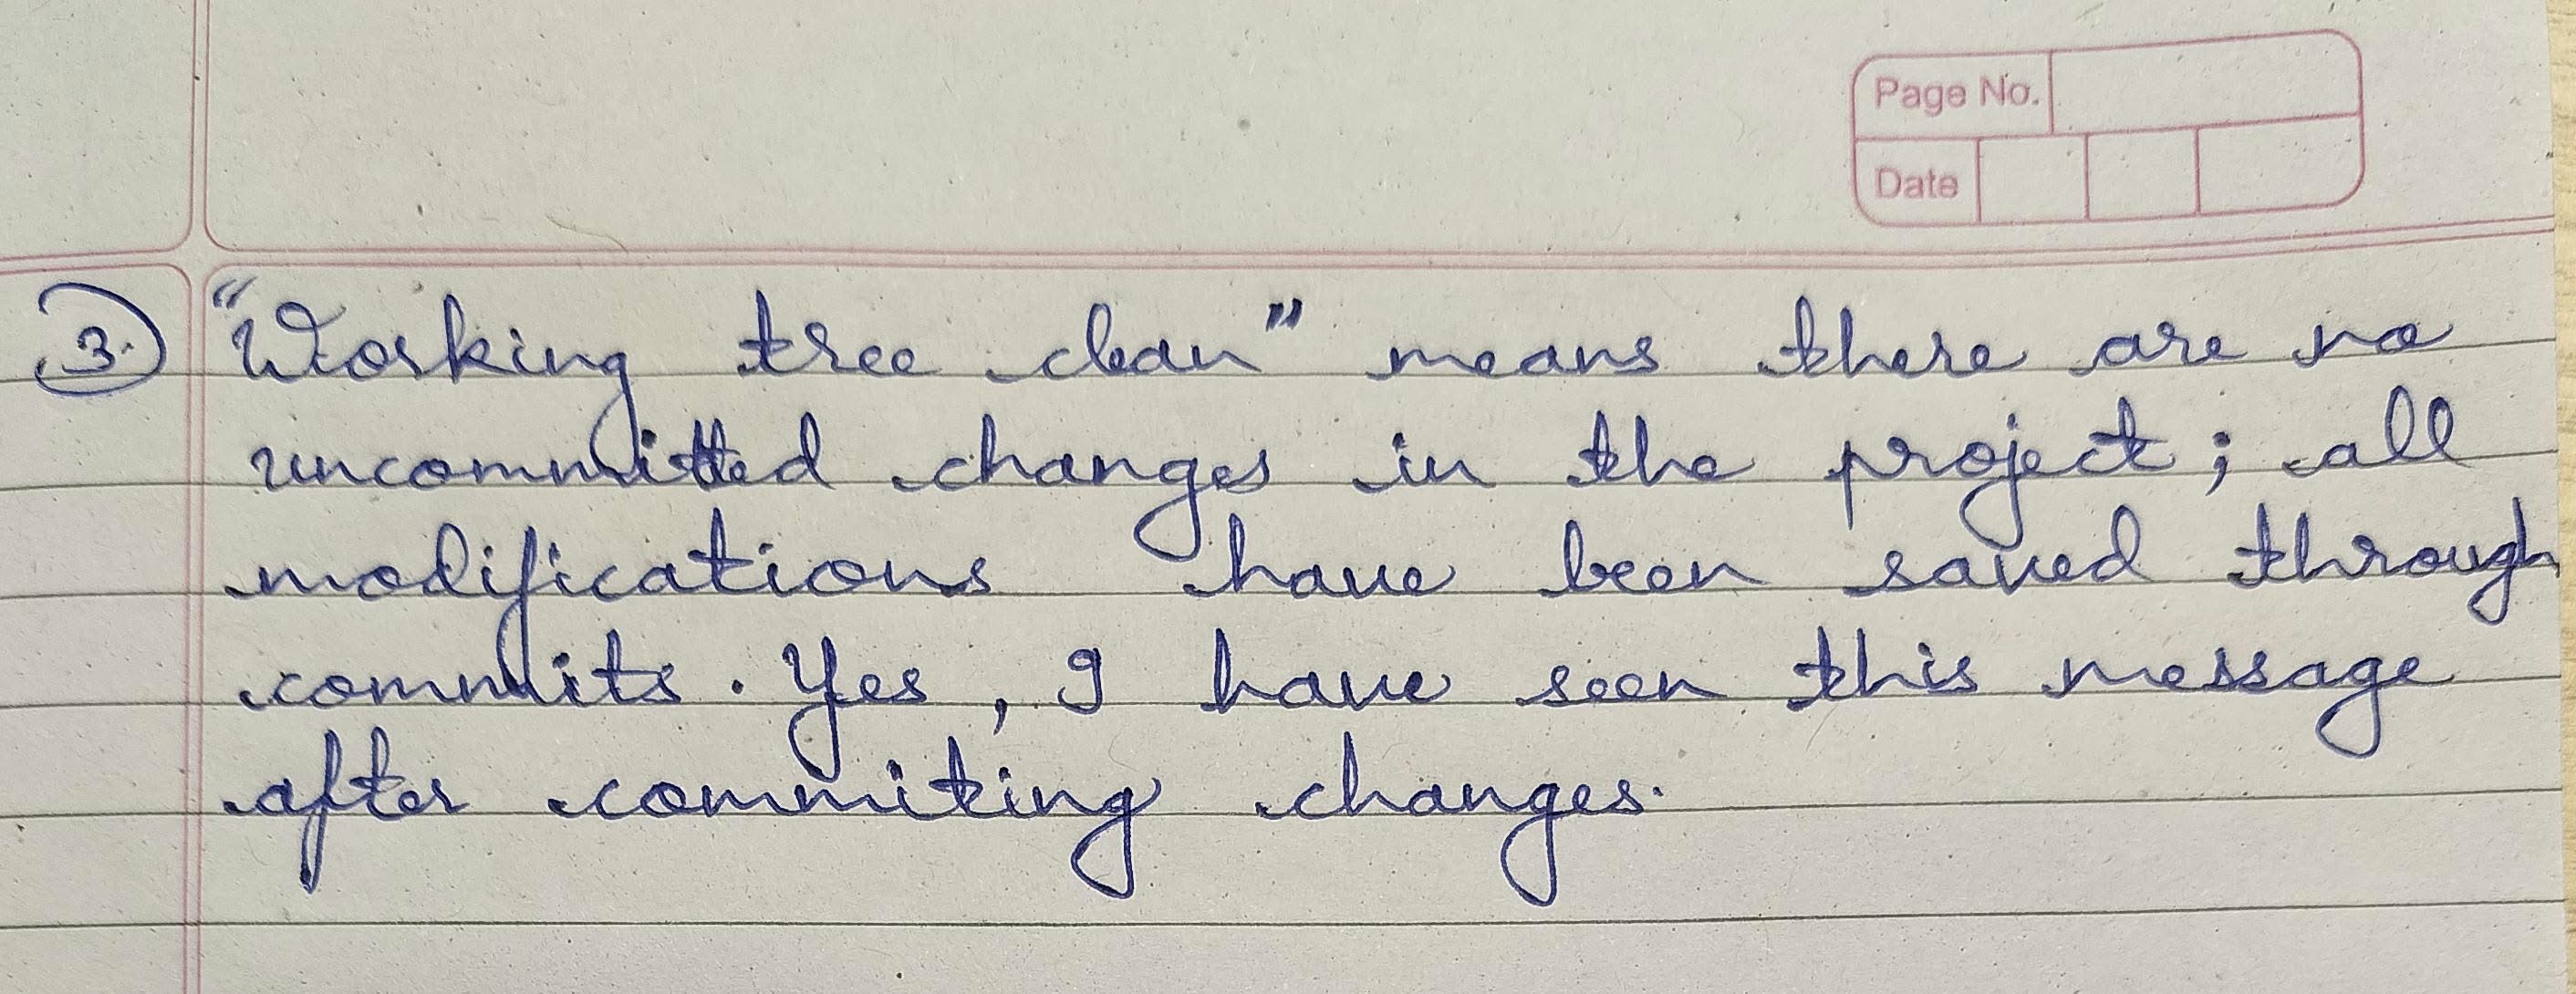 Page No.
Date
3. "Working tree clean" means there are no
uncommitted changes in the project; all
modifications have been saved through
commits. Yes, I have seen this message
after commiting changes.